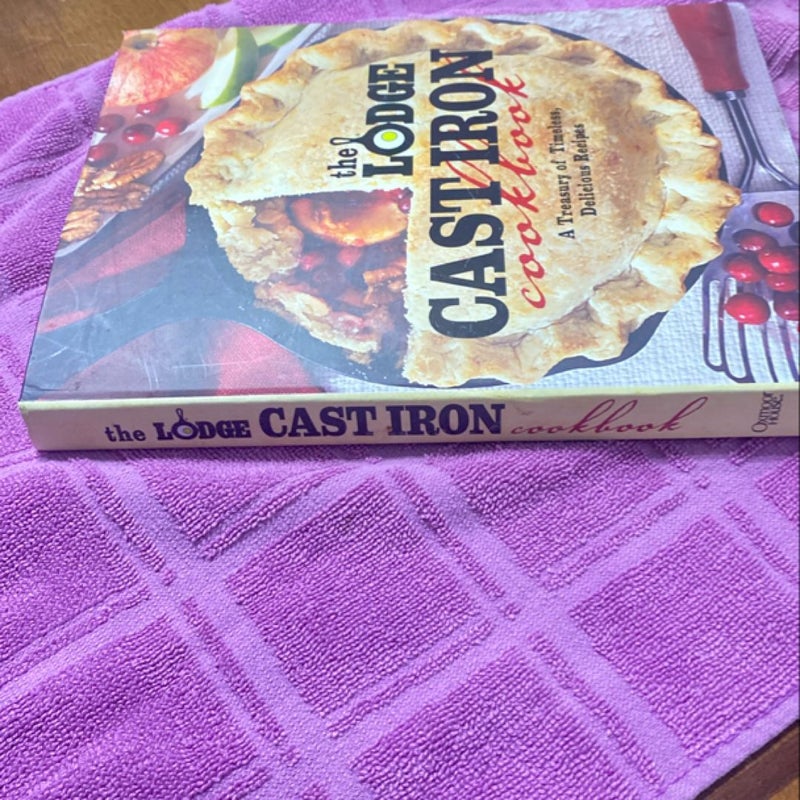 the
LODGE
CAST IRON
cookbook
A Treasury of Timeless,
Delicious Recipes
the LODGE CAST IRON cookbook
OXMOOR
HOUSE